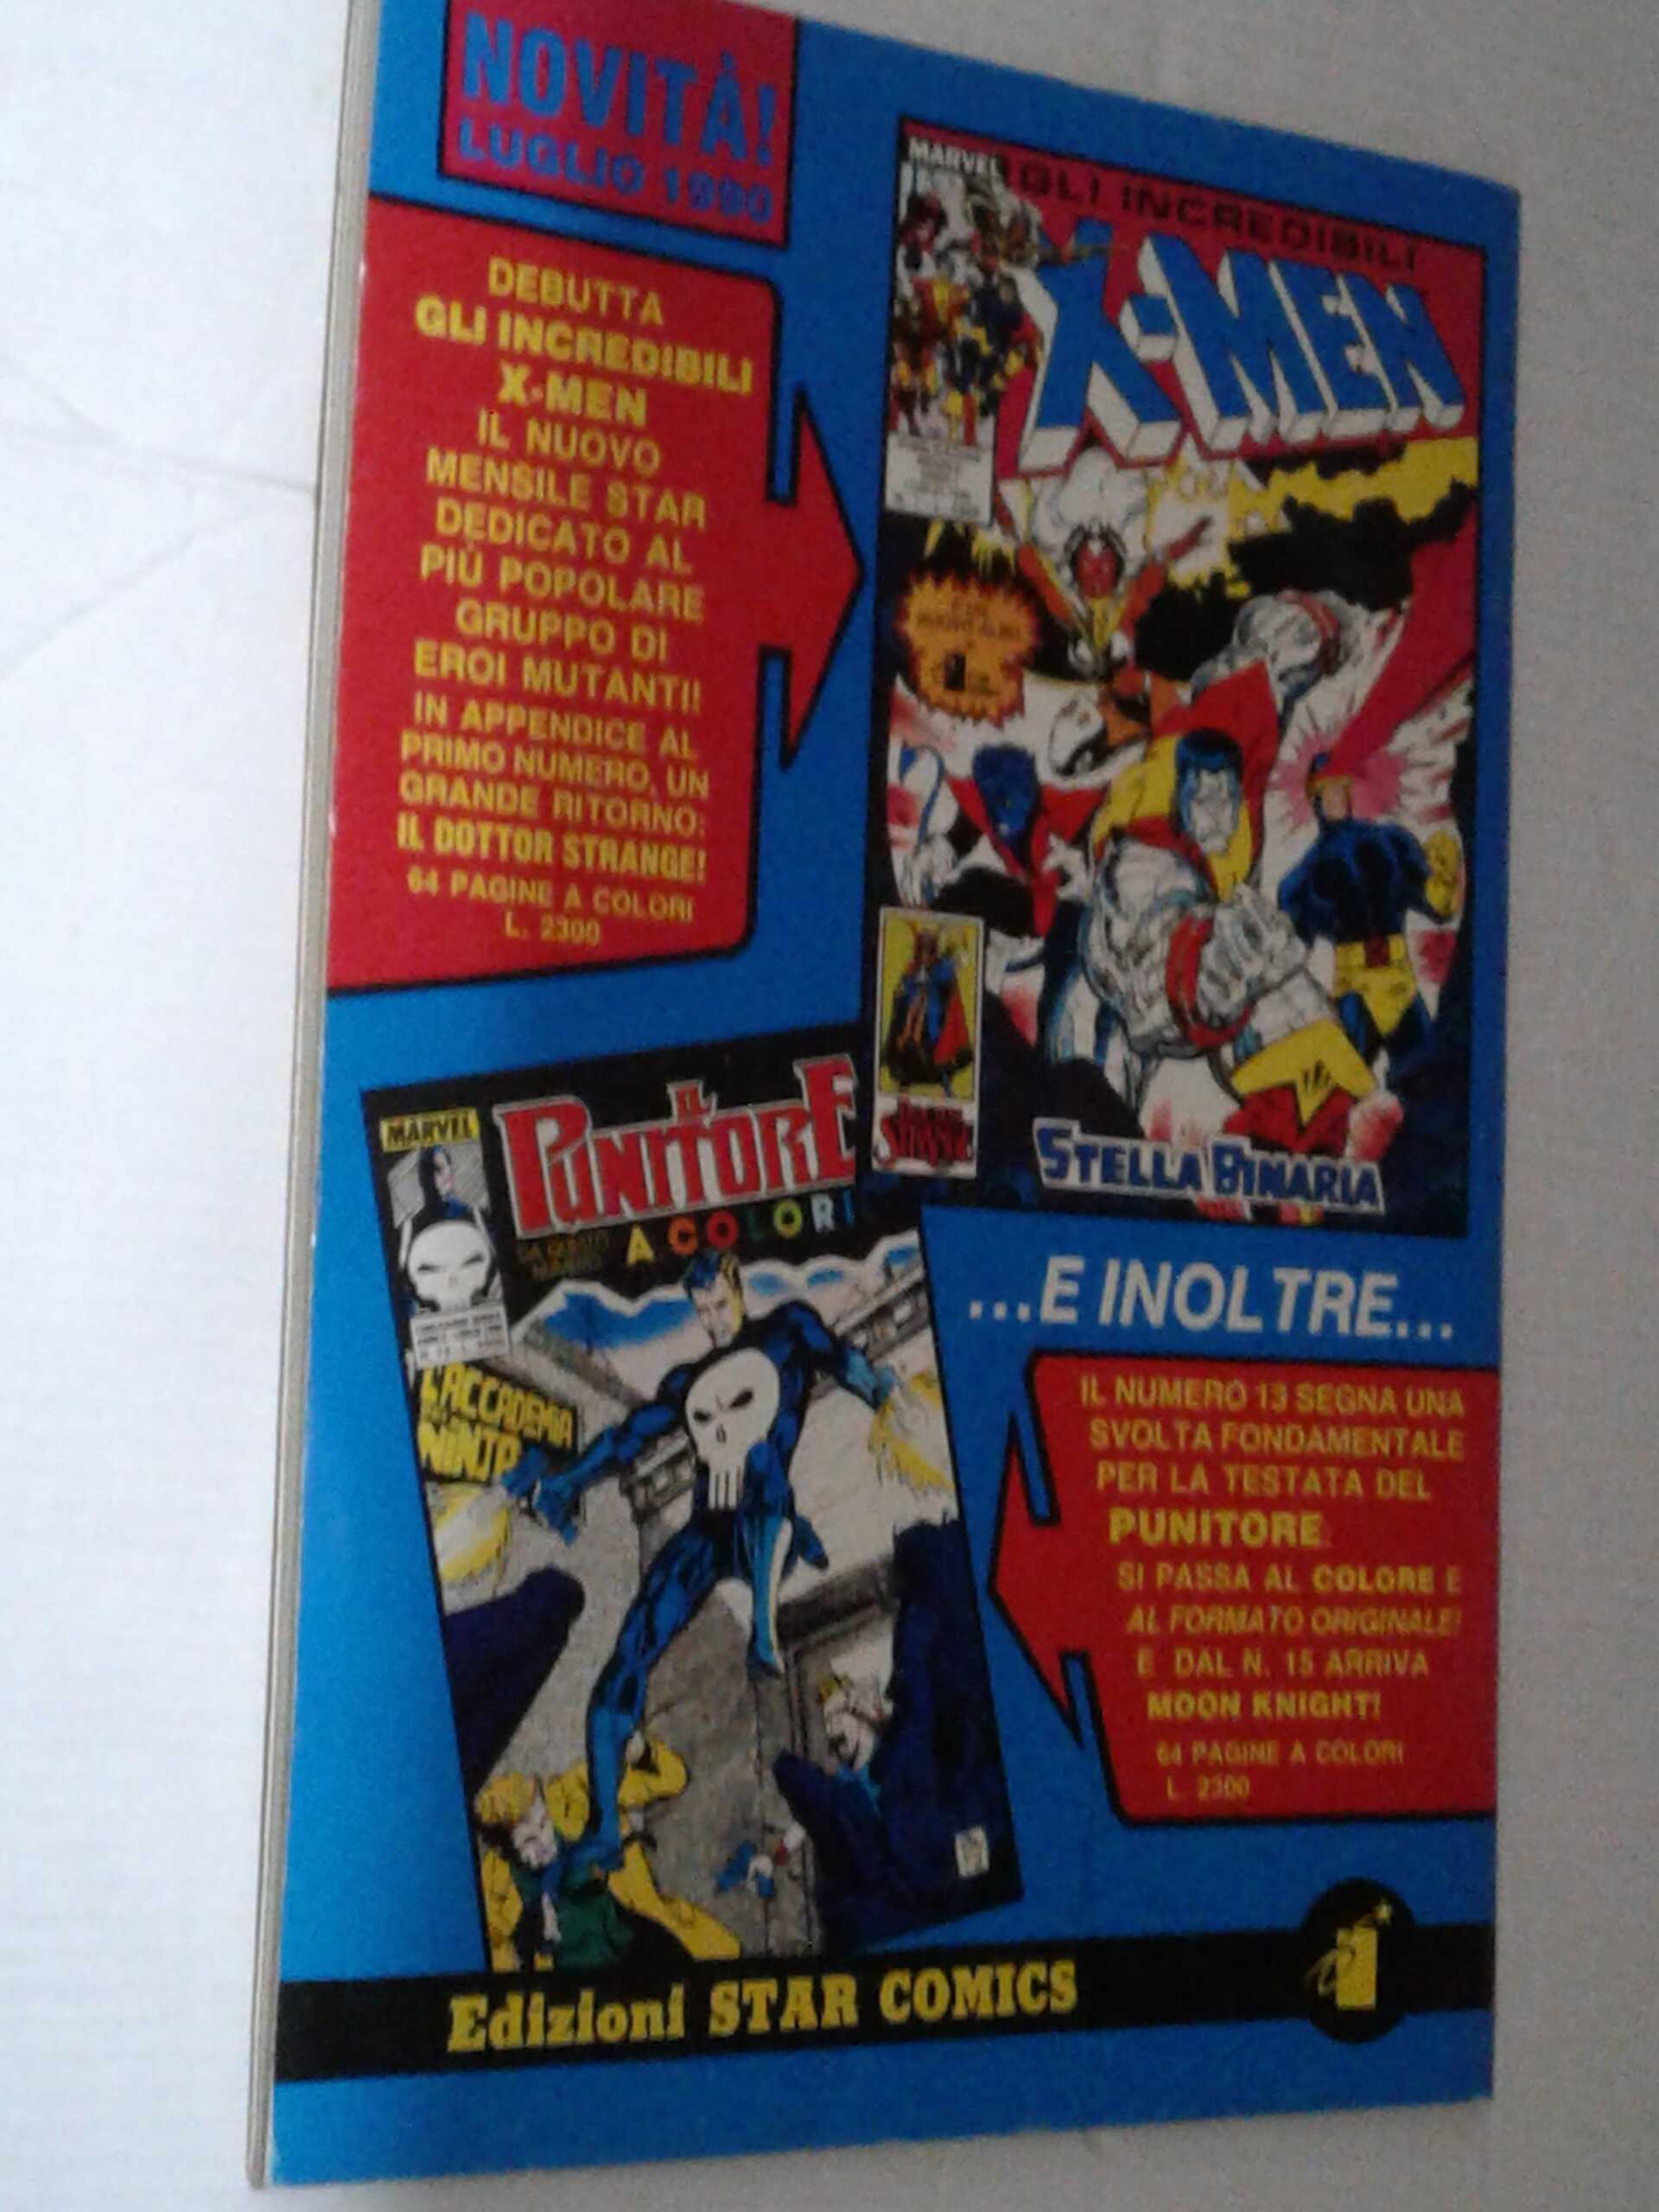 NOVITÀ!
LUGLIO 1990
DEBUTTA
GLI INCREDIBILI
X-MEN
IL NUOVO
MENSILE STAR
DEDICATO AL
PIÙ POPOLARE
GRUPPO DI
EROI MUTANTI!
IN APPENDICE AL
PRIMO NUMERO, UN
GRANDE RITORNO:
IL DOTTOR STRANGE!
64 PAGINE A COLORI
L. 2300
MARVEL
GLI INCREDIBILI
X-MEN
STRANGE
STELLA BINARIA
MARVEL
IL
PUNITORE
DA QUESTO
NUMERO
A COLORI
L'ACCADEMIA
NINJA
...E INOLTRE...
IL NUMERO 13 SEGNA UNA
SVOLTA FONDAMENTALE
PER LA TESTATA DEL
PUNITORE
SI PASSA AL COLORE E
AL FORMATO ORIGINALE!
E DAL N. 15 ARRIVA
MOON KNIGHT!
64 PAGINE A COLORI
L. 2300
Edizioni STAR COMICS